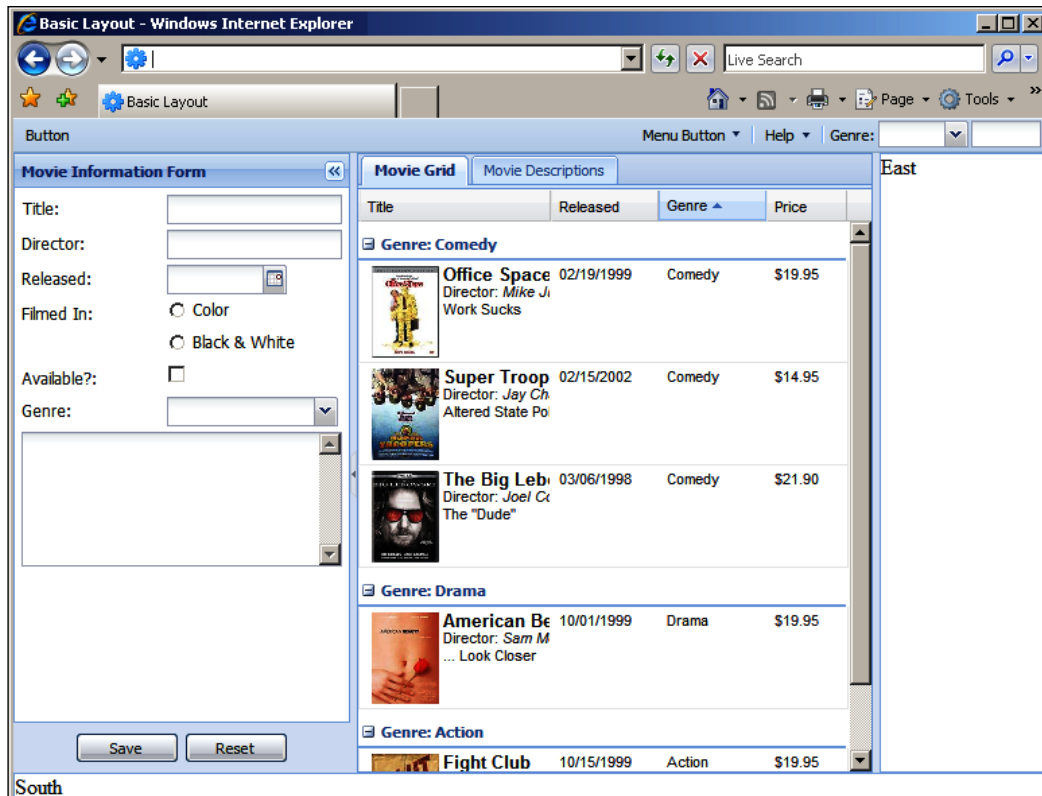 Basic Layout - Windows Internet Explorer
Live Search
Basic Layout
Page
Tools
Button
Menu Button
Help
Genre:
Movie Information Form
Title:
Director:
Released:
Filmed In:
Color
Black & White
Available?:
Genre:
Save
Reset
Movie Grid
Movie Descriptions
Title
Released
Genre
Price
Genre: Comedy
Office Space 02/19/1999 Comedy $19.95
Director: Mike Ju
Work Sucks
Super Troop 02/15/2002 Comedy $14.95
Director: Jay Ch
Altered State Po
The Big Leb 03/06/1998 Comedy $21.90
Director: Joel Co
The "Dude"
Genre: Drama
American Be 10/01/1999 Drama $19.95
Director: Sam M
... Look Closer
Genre: Action
Fight Club 10/15/1999 Action $19.95
East
South